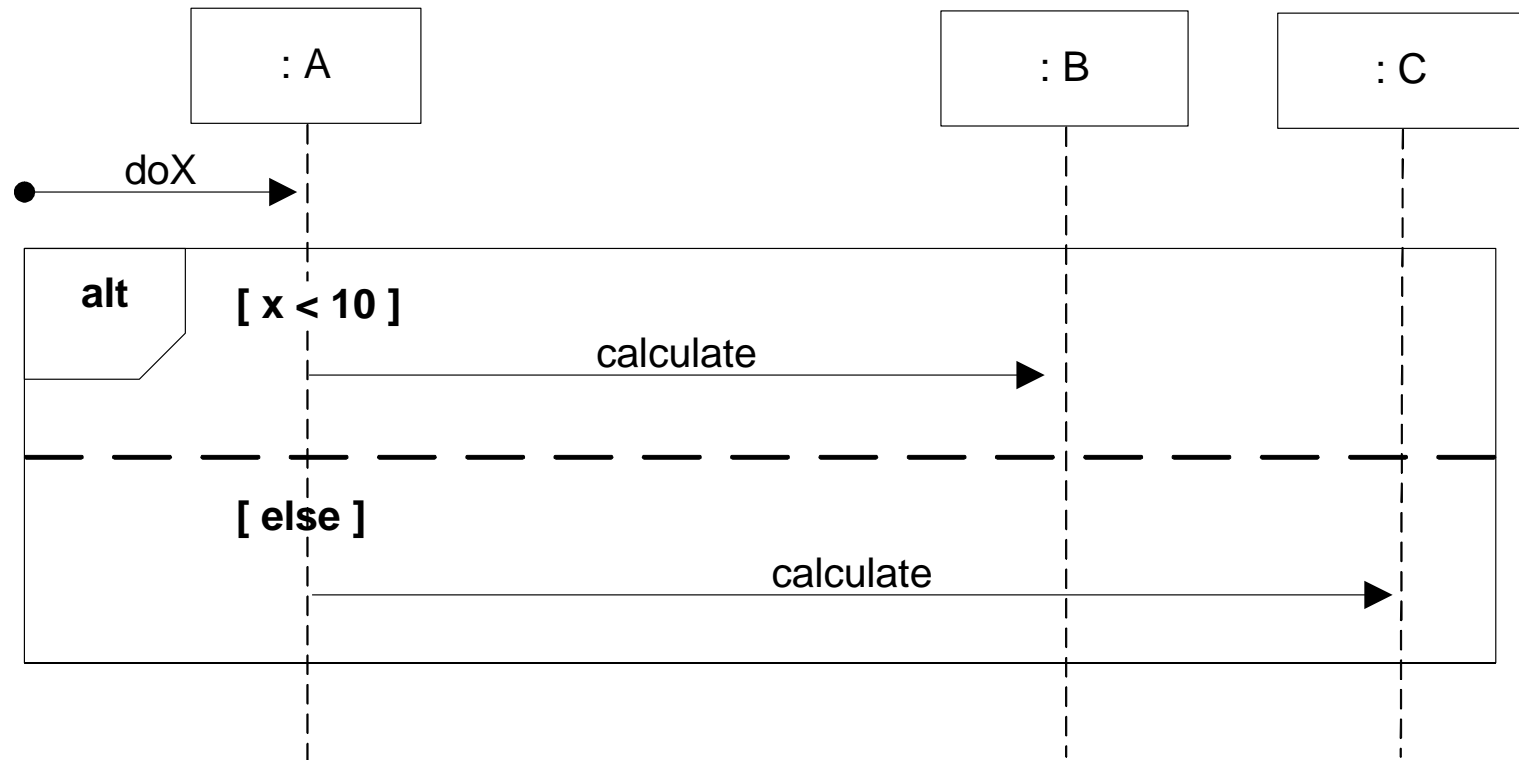 : A
: B
: C
doX
alt
[ x < 10 ]
calculate
[ else ]
calculate